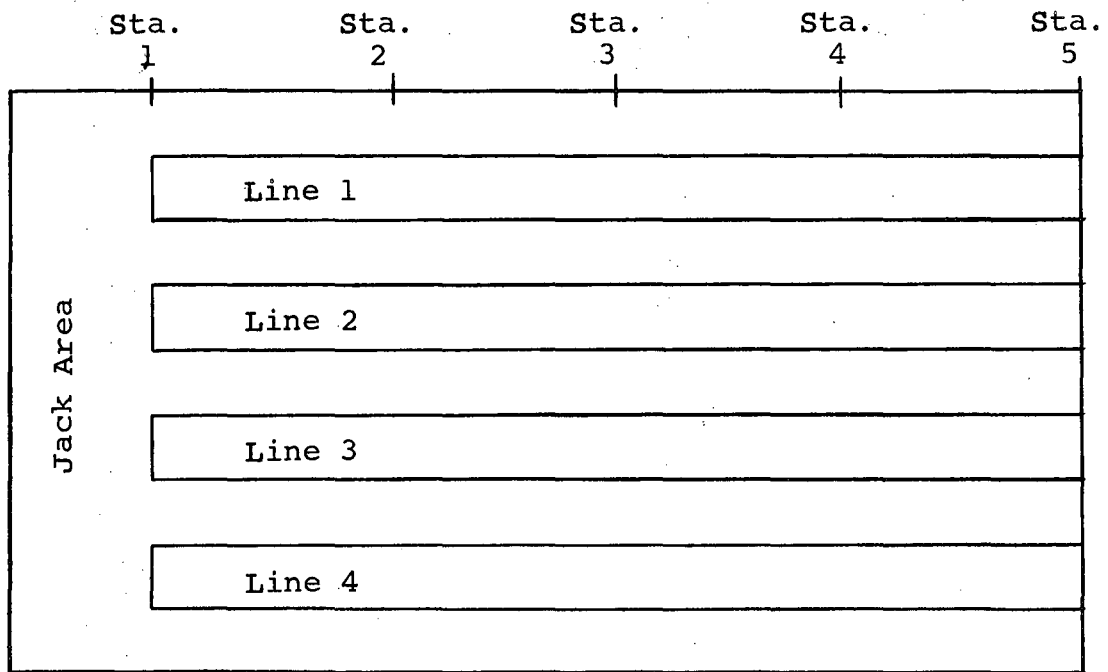 Sta. Sta. Sta. Sta. Sta.
1 2 3 4 5
Line 1
Line 2
Jack Area
Line 3
Line 4